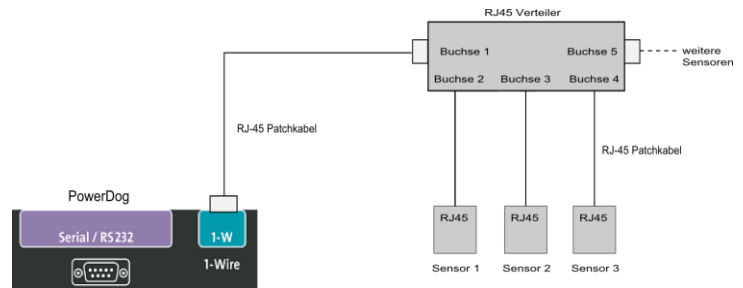 RJ45 Verteiler
Buchse 1
Buchse 5
weitere
Sensoren
Buchse 2
Buchse 3
Buchse 4
RJ-45 Patchkabel
RJ-45 Patchkabel
PowerDog
Serial / RS232
1-W
1-Wire
RJ45
RJ45
RJ45
Sensor 1
Sensor 2
Sensor 3